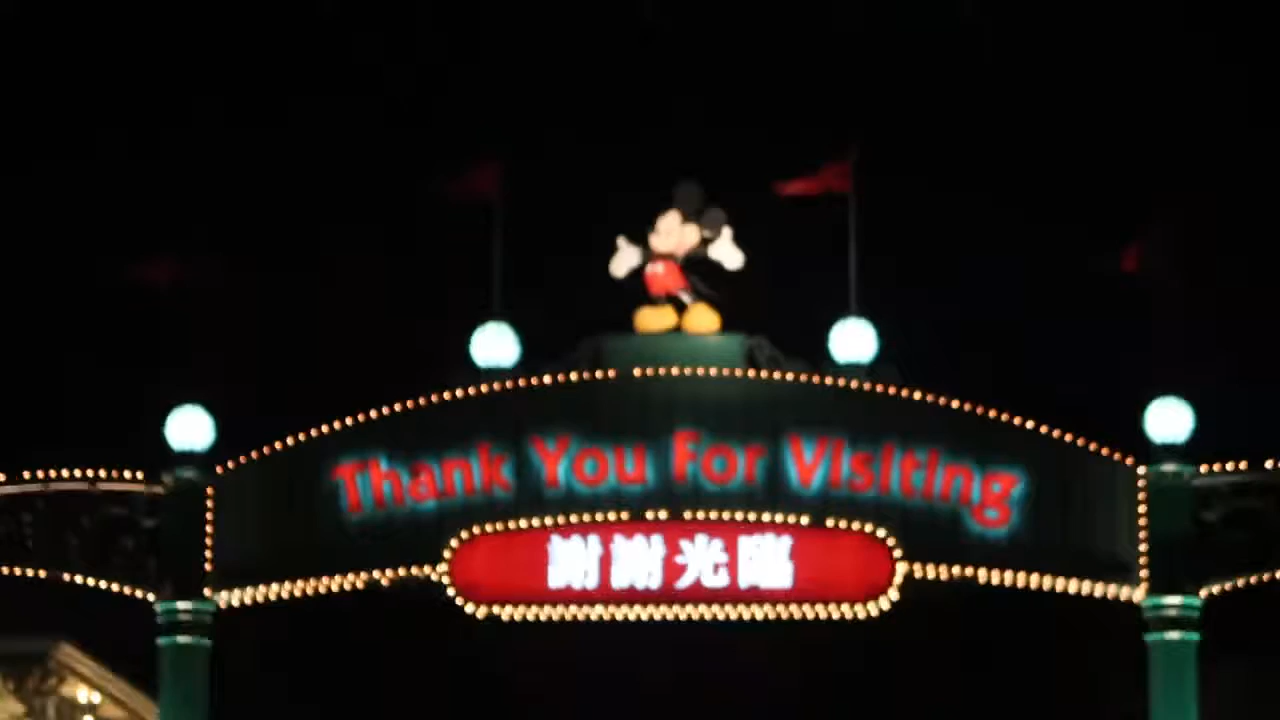 Thank You For Visiting
謝謝光臨